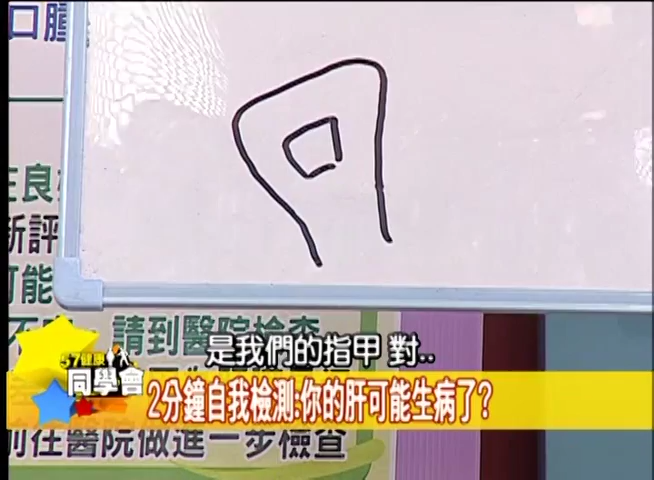 口腫
良
新評
可能
請到醫院檢查
是我們的指甲 對..
57健康
同學會
2分鐘自我檢測:你的肝可能生病了?
前往醫院做進一步檢查